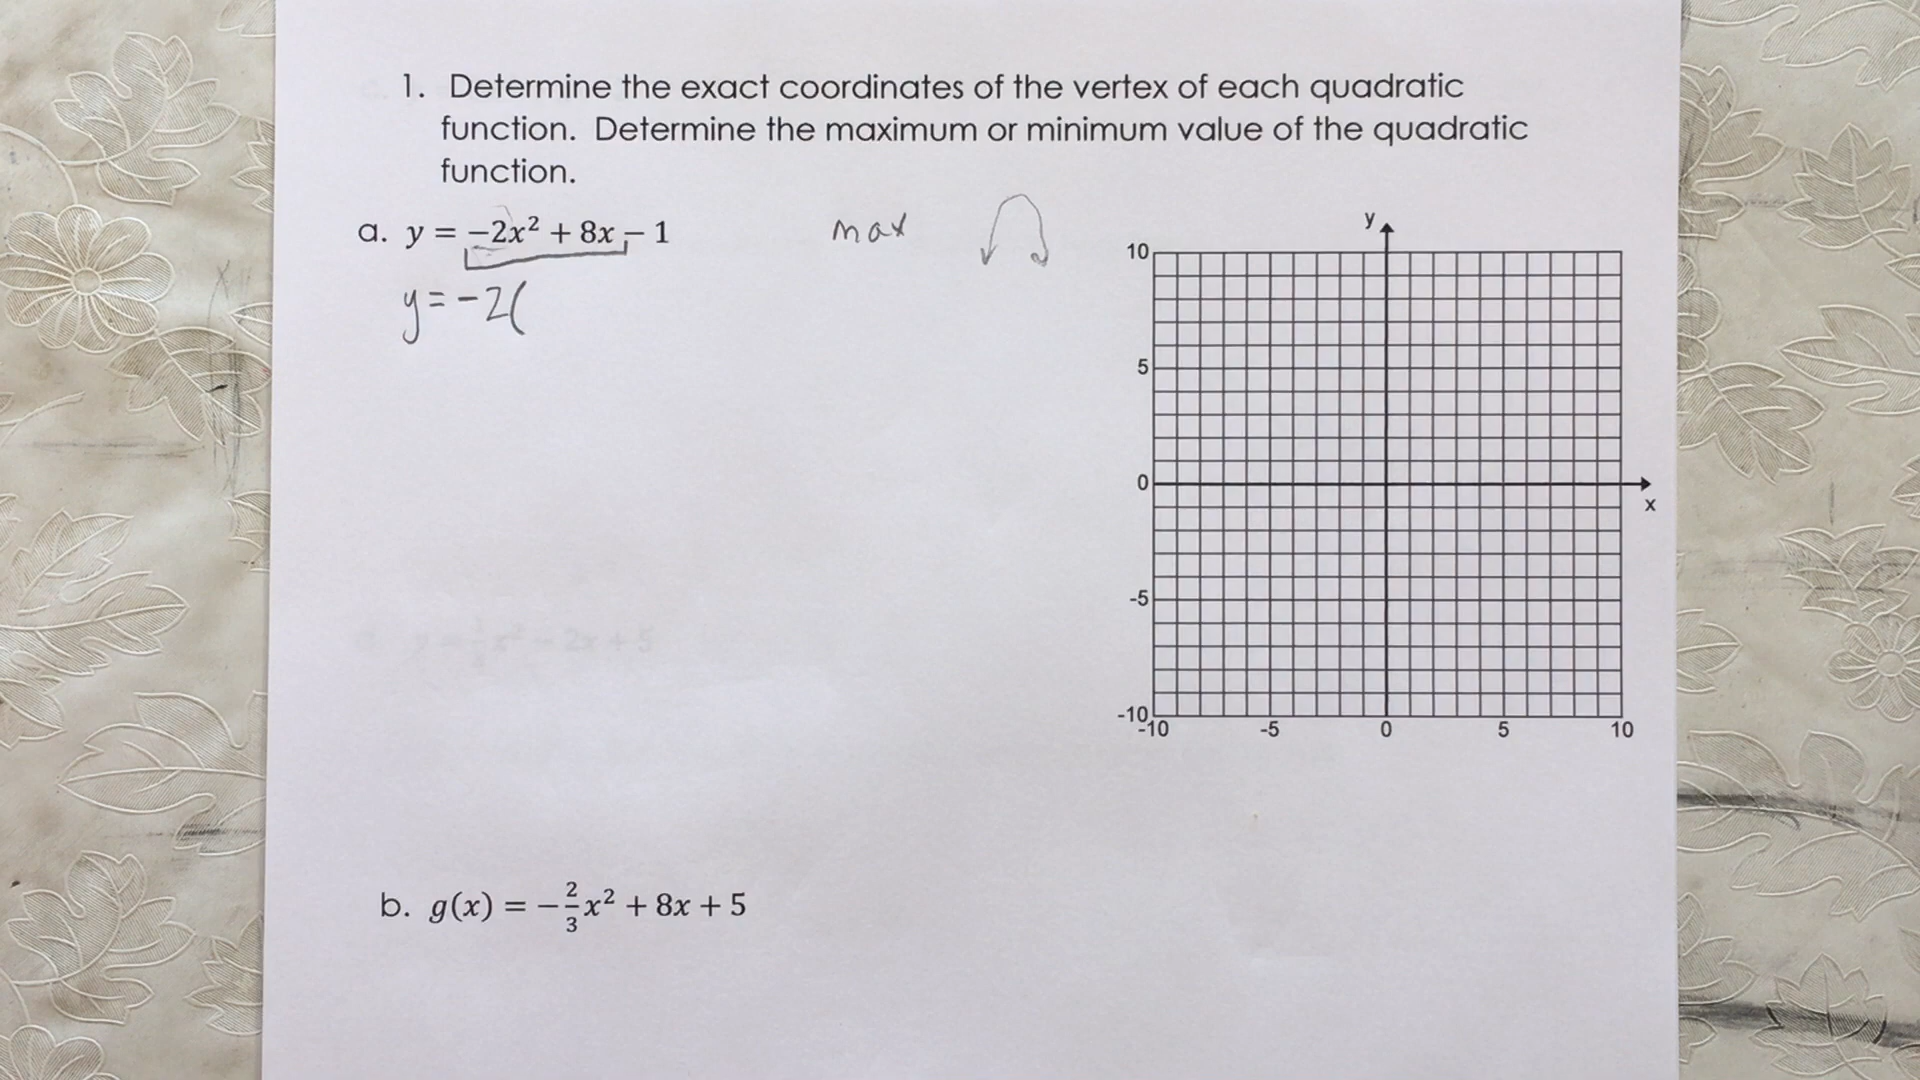 1. Determine the exact coordinates of the vertex of each quadratic
function. Determine the maximum or minimum value of the quadratic
function.
a. y = −2x² + 8x − 1
max
y = -2(
y
10
5
0
-5
-10
x
-10 -5 0 5 10
b. g(x) = −2/3x² + 8x + 5